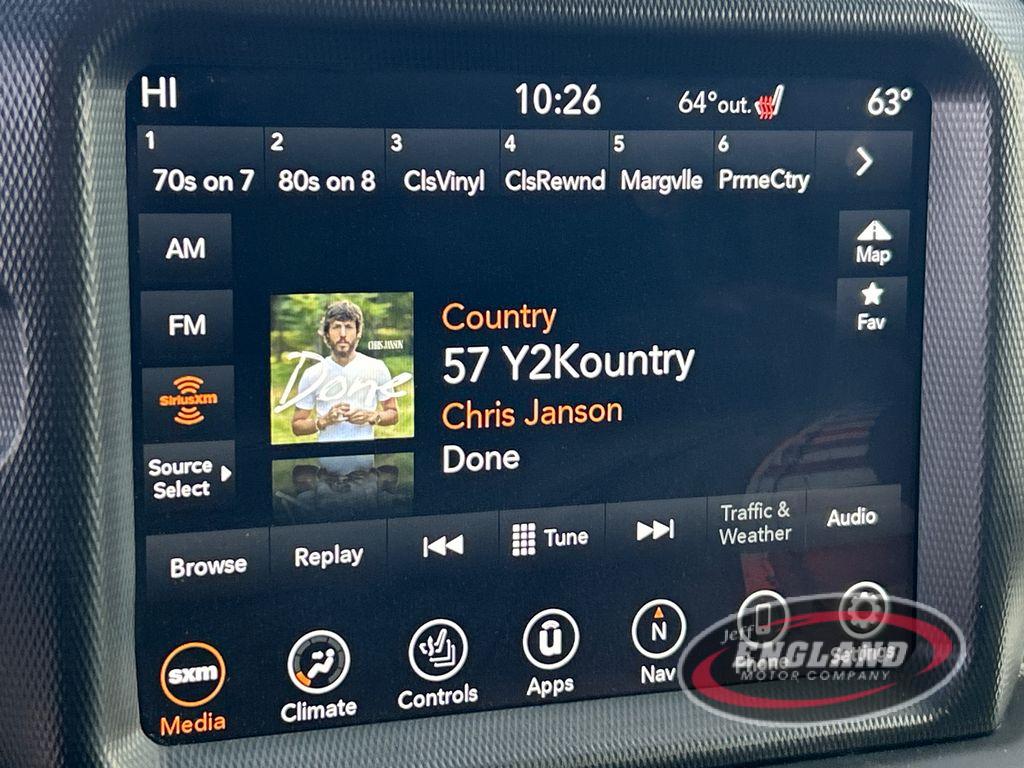 HI 10:26 64°out. 63°
1 2 3 4 5 6
70s on 7 80s on 8 ClsVinyl ClsRewnd Margvlle PrmeCtry
AM
Map
FM
Fav
SiriusXM
Source
Select
CHRIS JANSON
Done
Country
57 Y2Kountry
Chris Janson
Done
Browse Replay Tune Traffic &
Weather Audio
sxm
Media Climate Controls Apps N
Nav Phone Settings
Jeff
ENGLAND
MOTOR COMPANY